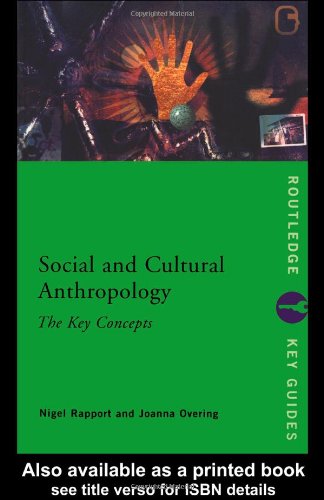 Social and Cultural
Anthropology
The Key Concepts
Nigel Rapport and Joanna Overing
ROUTLEDGE
KEY GUIDES
Also available as a printed book
see title verso for ISBN details